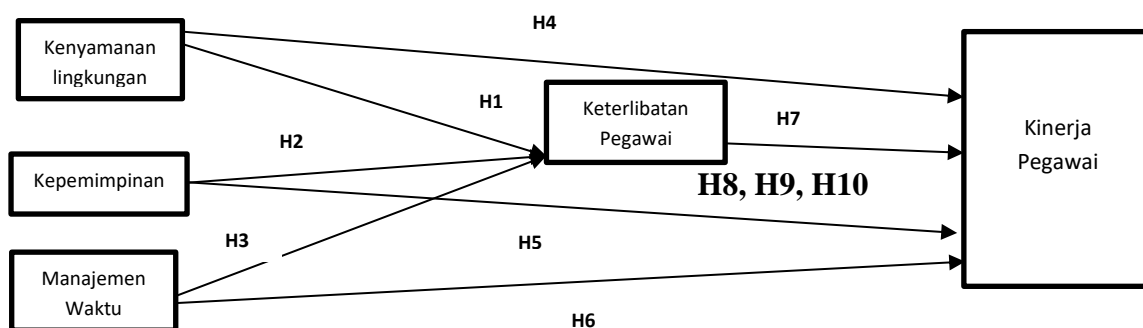 H4
Kenyamanan
lingkungan
H1
Keterlibatan
Pegawai
H7
Kinerja
Pegawai
H2
Kepemimpinan
H8, H9, H10
H3
H5
Manajemen
Waktu
H6